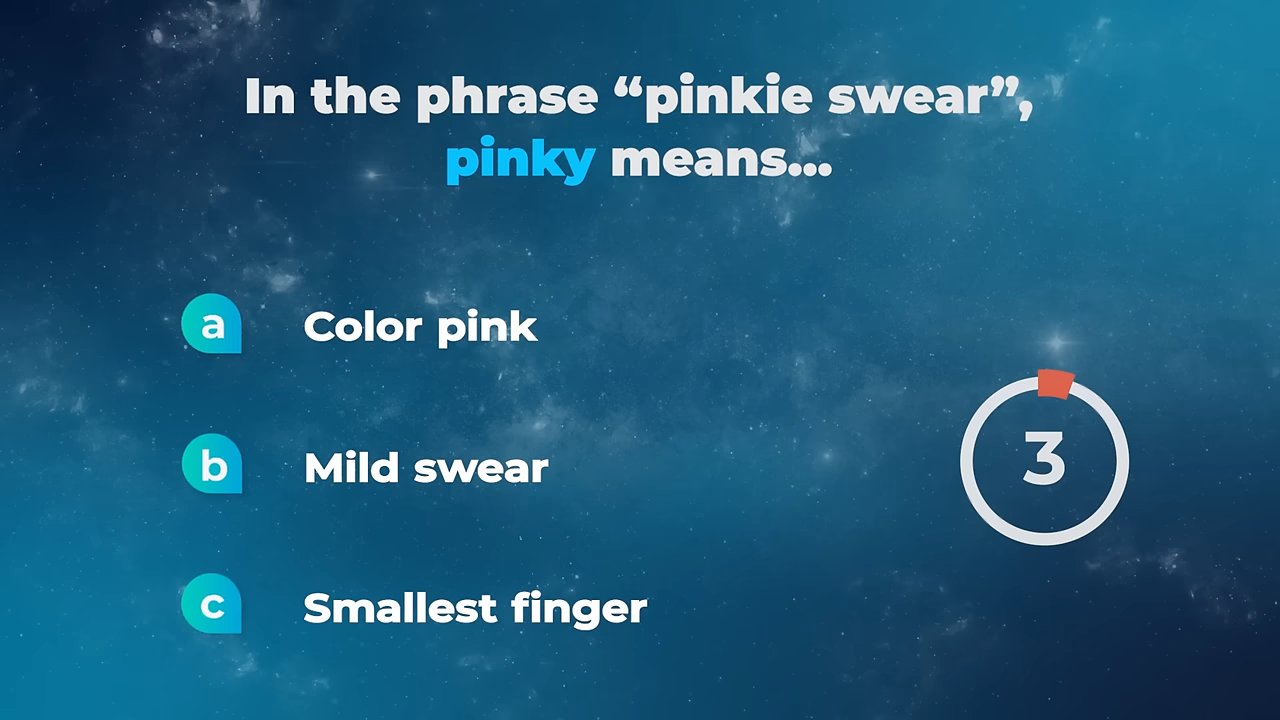 In the phrase “pinkie swear”,
pinky means...
a Color pink
b Mild swear
3
c Smallest finger